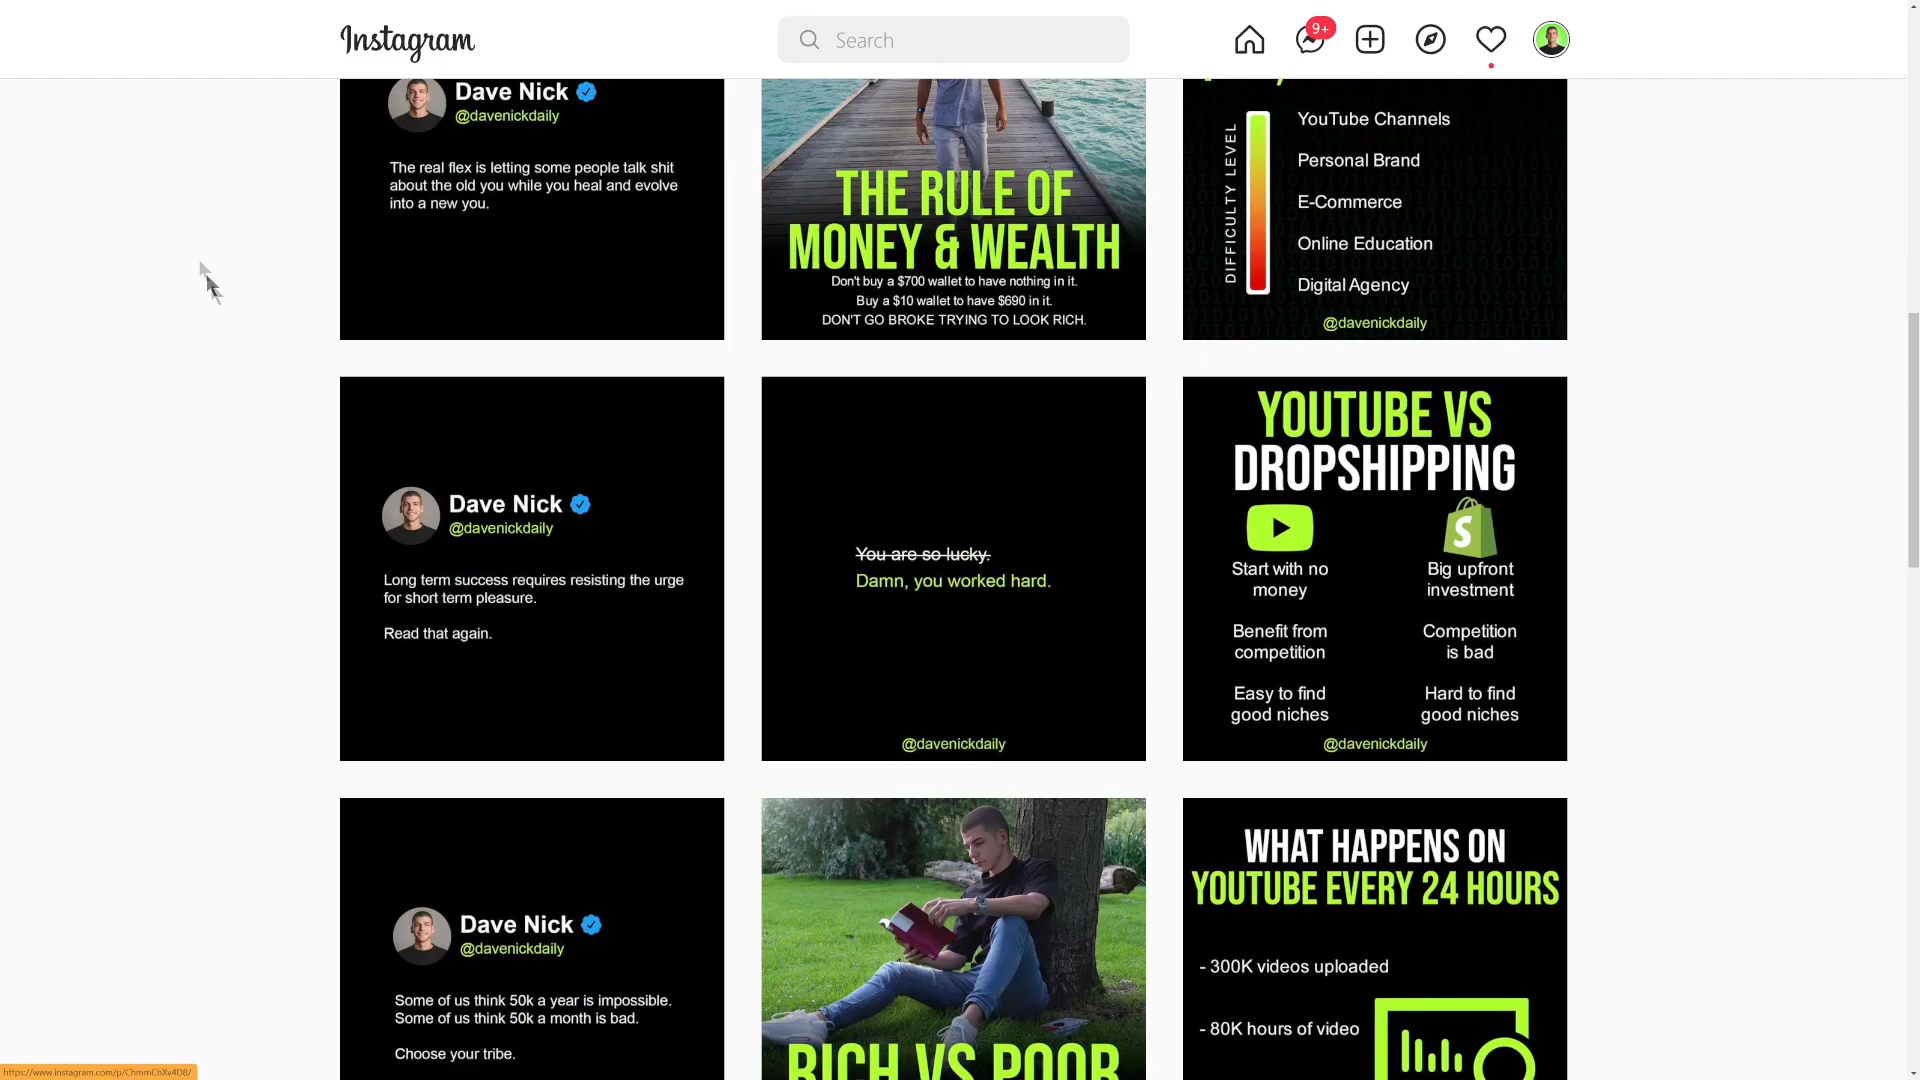 Instagram
Search
9+
Dave Nick
@davenickdaily
The real flex is letting some people talk shit
about the old you while you heal and evolve
into a new you.
THE RULE OF
MONEY & WEALTH
Don't buy a $700 wallet to have nothing in it.
Buy a $10 wallet to have $690 in it.
DON'T GO BROKE TRYING TO LOOK RICH.
DIFFICULTY LEVEL
YouTube Channels
Personal Brand
E-Commerce
Online Education
Digital Agency
@davenickdaily
Dave Nick
@davenickdaily
Long term success requires resisting the urge
for short term pleasure.
Read that again.
You are so lucky.
Damn, you worked hard.
@davenickdaily
YOUTUBE VS
DROPSHIPPING
S
Start with no
money
Benefit from
competition
Easy to find
good niches
Big upfront
investment
Competition
is bad
Hard to find
good niches
@davenickdaily
Dave Nick
@davenickdaily
Some of us think 50k a year is impossible.
Some of us think 50k a month is bad.
Choose your tribe.
RICH VS POOR
WHAT HAPPENS ON
YOUTUBE EVERY 24 HOURS
- 300K videos uploaded
- 80K hours of video
https://www.instagram.com/p/ChmmChXv4D8/